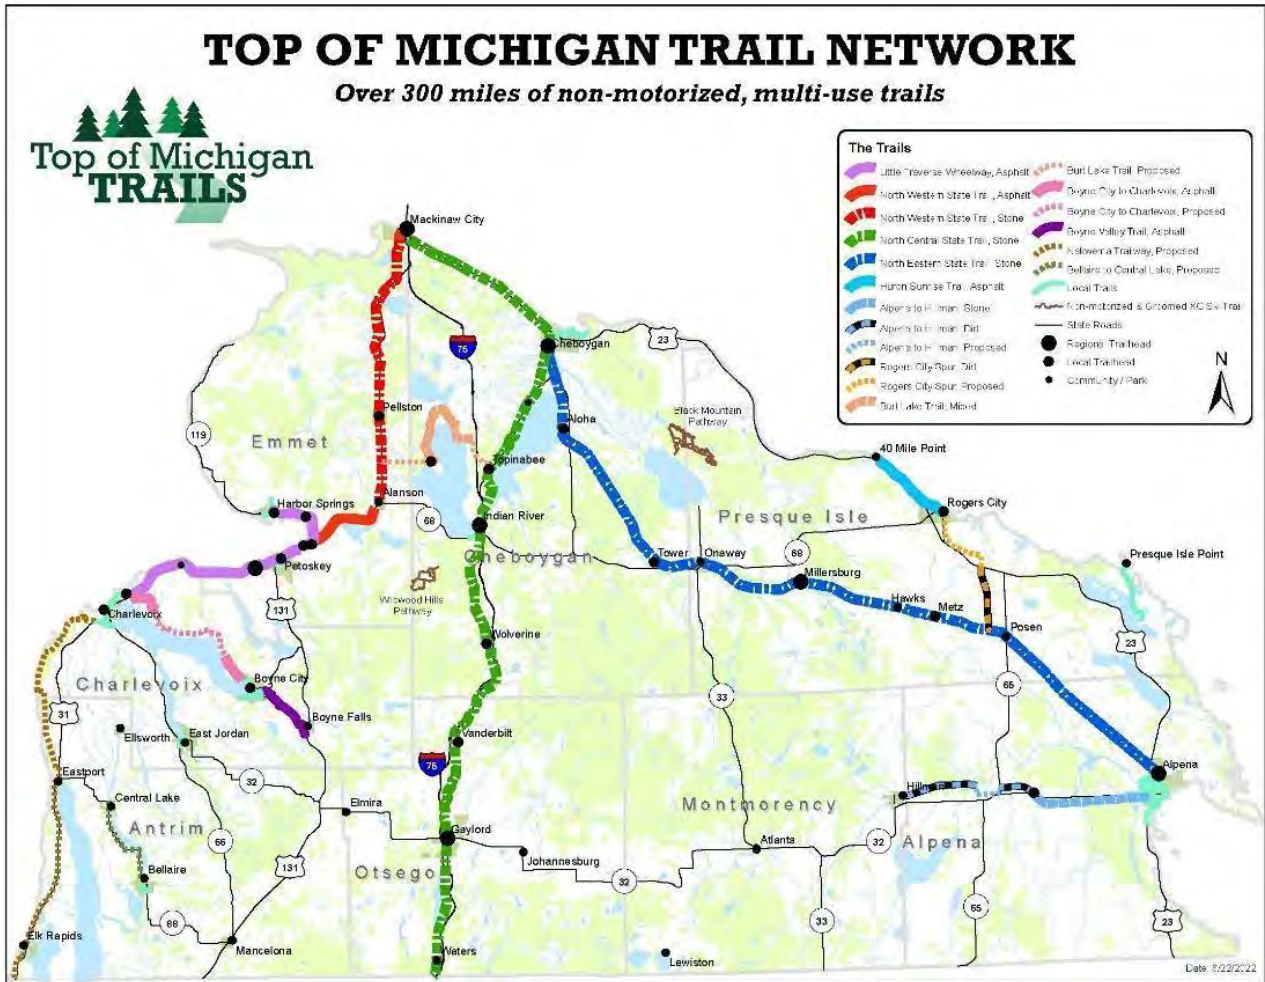 TOP OF MICHIGAN TRAIL NETWORK
Over 300 miles of non-motorized, multi-use trails
Top of Michigan
TRAILS
The Trails
Little Traverse Wheelway, Asphalt
North Western State Trail, Asphalt
North Western State Trail, Stone
North Central State Trail, Stone
North Eastern State Trail, Stone
Huron Sunrise Trail, Asphalt
Alpena to Hillman, Stone
Alpena to Hillman, Dirt
Alpena to Hillman, Proposed
Rogers City Spur, Dirt
Rogers City Spur, Proposed
Burt Lake Trail, Mixed
Burt Lake Trail, Proposed
Boyne City to Charlevoix, Asphalt
Boyne City to Charlevoix, Proposed
Boyne Valley Trail, Asphalt
Nakwema Trailway, Proposed
Bellaire to Central Lake, Proposed
Local Trails
Non-motorized & Groomed XC Ski Trail
State Roads
Regional Trailhead
Local Trailhead
Community / Park
N
Mackinaw City
75
Cheboygan
23
Pellston
Aloha
Black Mountain
Pathway
119
Emmet
40 Mile Point
Topinabee
Alanson
Harbor Springs
68
Indian River
Rogers City
Presque Isle
Cheboygan
Petoskey
Tower
Onaway
68
Presque Isle Point
Millersburg
Wildwood Hills
Pathway
131
Hawks
Metz
Charlevoix
Posen
Wolverine
23
Charlevoix
Boyne City
65
33
31
Boyne Falls
Ellsworth
East Jordan
Vanderbilt
75
Alpena
Eastport
32
Hillman
Central Lake
Elmira
Montmorency
Antrim
Gaylord
66
Atlanta
32
Alpena
131
Bellaire
Otsego
Johannesburg
32
88
65
33
23
Elk Rapids
Mancelona
Waters
Lewiston
Date: 8/22/2022